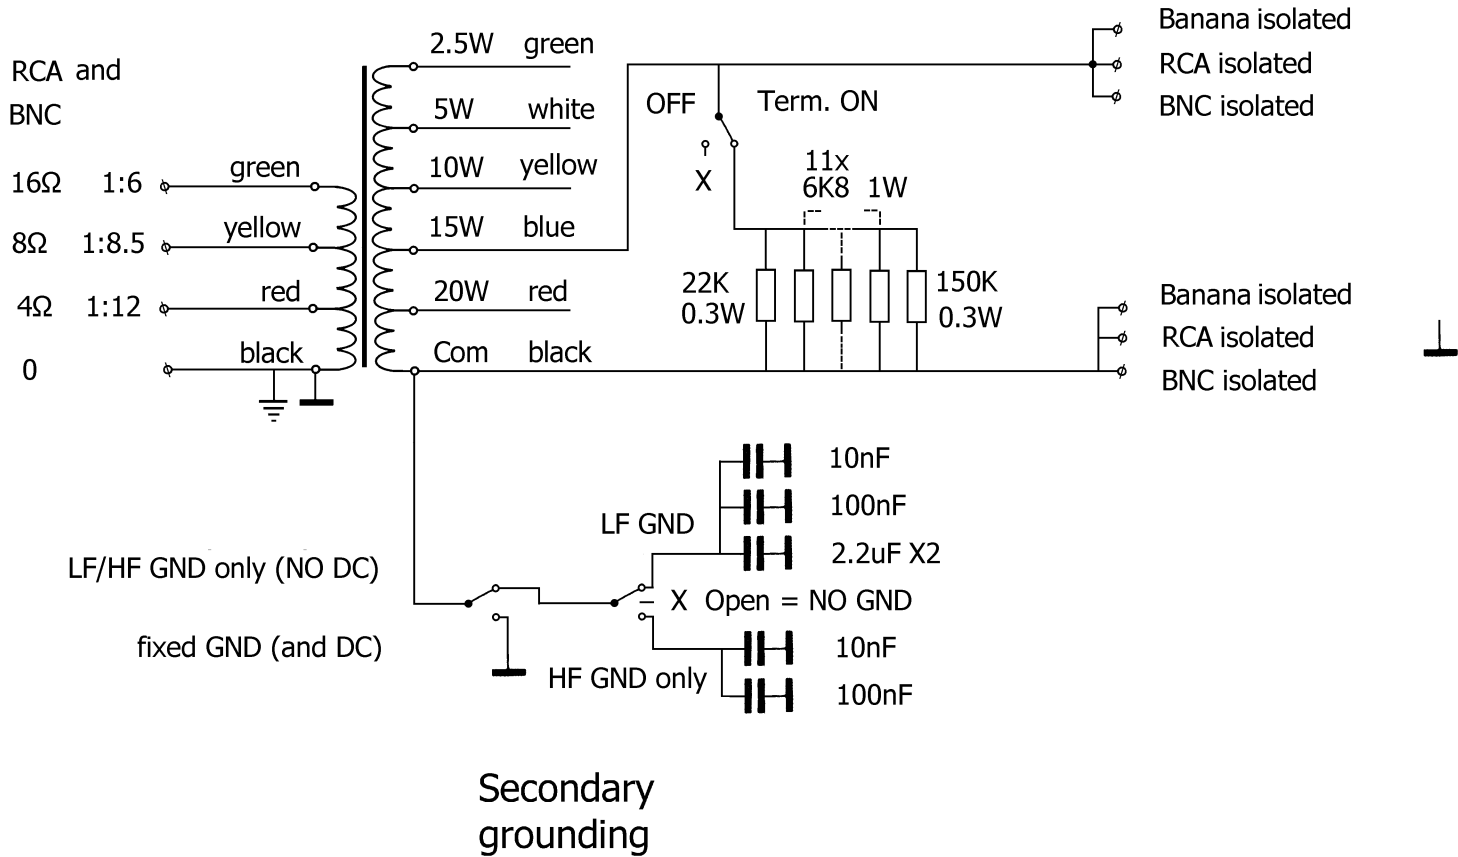 RCA and
BNC
16Ω 1:6 green
8Ω 1:8.5 yellow
4Ω 1:12 red
0 black
2.5W green
5W white
10W yellow
15W blue
20W red
Com black
OFF Term. ON
X
11x
6K8 1W
22K
0.3W
150K
0.3W
Banana isolated
RCA isolated
BNC isolated
Banana isolated
RCA isolated
BNC isolated
10nF
100nF
LF GND
2.2uF X2
LF/HF GND only (NO DC)
X Open = NO GND
fixed GND (and DC)
10nF
HF GND only
100nF
Secondary
grounding